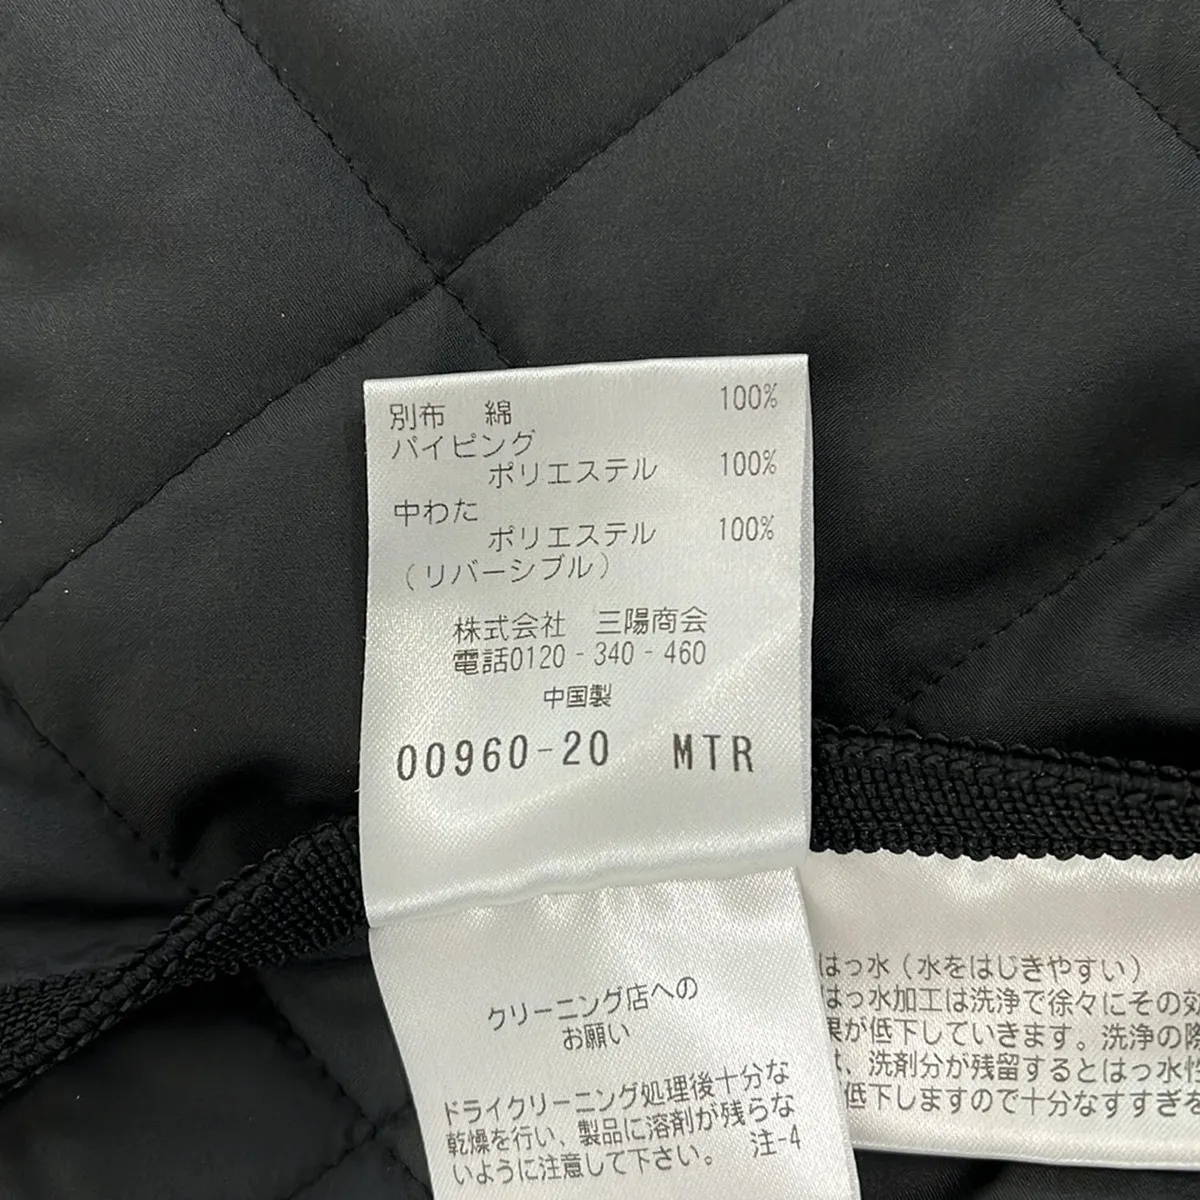 別布　綿　100%
パイピング
ポリエステル　100%
中わた
ポリエステル　100%
（リバーシブル）
株式会社　三陽商会
電話0120-340-460
中国製
00960-20　MTR
クリーニング店への
お願い
ドライクリーニング処理後十分な
乾燥を行い、製品に溶剤が残らな
いように注意して下さい。　注-4
はっ水（水をはじきやすい）
はっ水加工は洗浄で徐々にその効
果が低下していきます。洗浄の際
、洗剤分が残留するとはっ水性
低下しますので十分なすすぎを